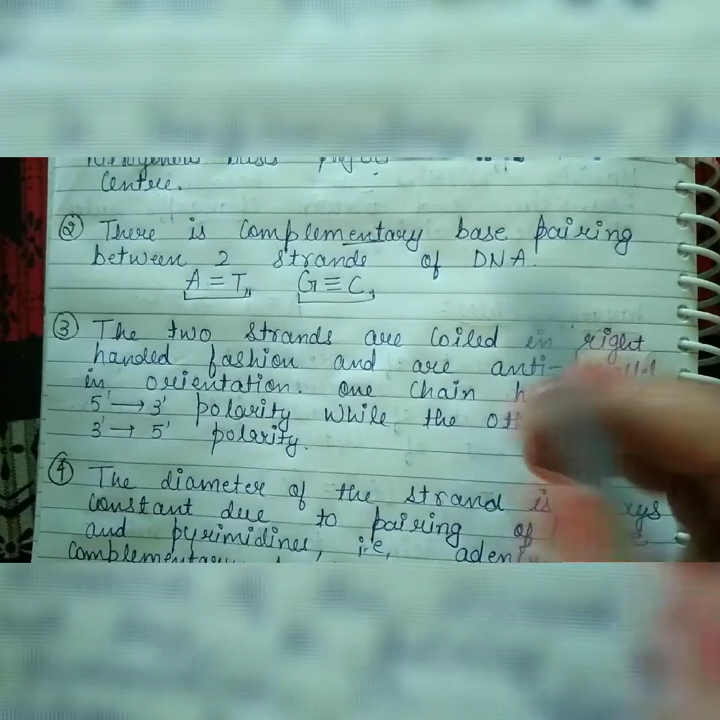 centre.
② There is complementary base pairing
between 2 strands of DNA.
A = T, G ≡ C,
③ The two strands are coiled in right
handed fashion and are anti-
in orientation. One chain
5' → 3' polarity while the
3' → 5' polarity.
④ The diameter of the strand is
constant due to pairing of
and pyrimidines, i.e,
complementary